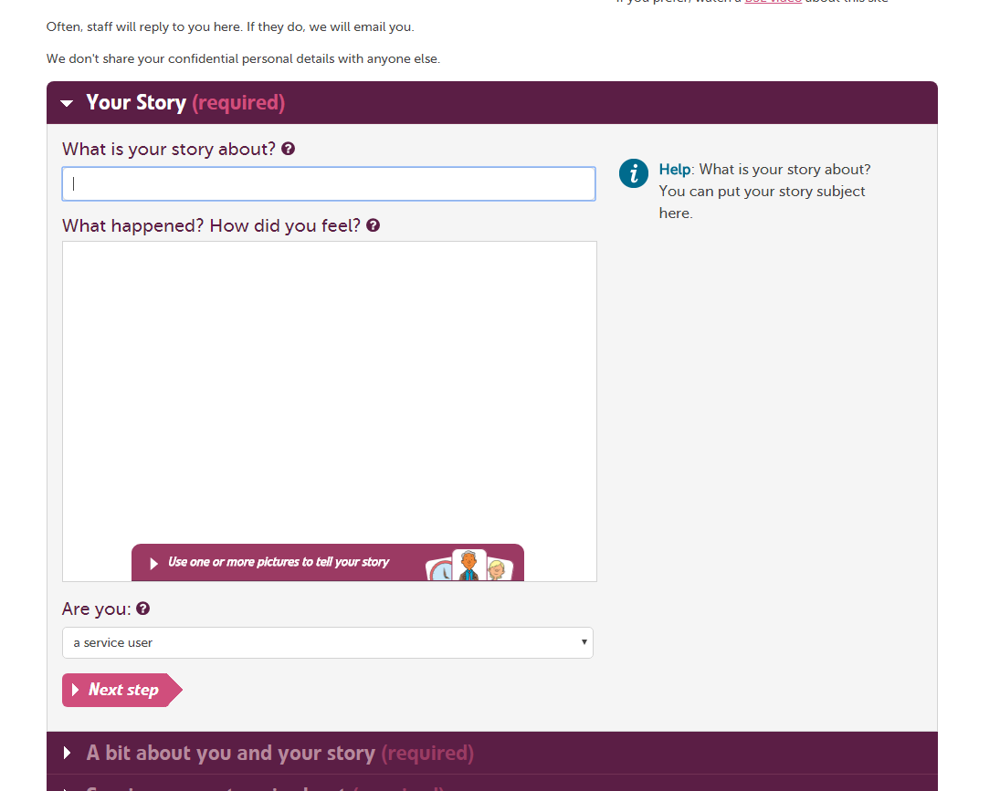 If you prefer, watch a BSL video about this site
Often, staff will reply to you here. If they do, we will email you.
We don't share your confidential personal details with anyone else.
Your Story (required)
What is your story about?
Help: What is your story about?
You can put your story subject
here.
What happened? How did you feel?
Use one or more pictures to tell your story
Are you:
a service user
Next step
A bit about you and your story (required)